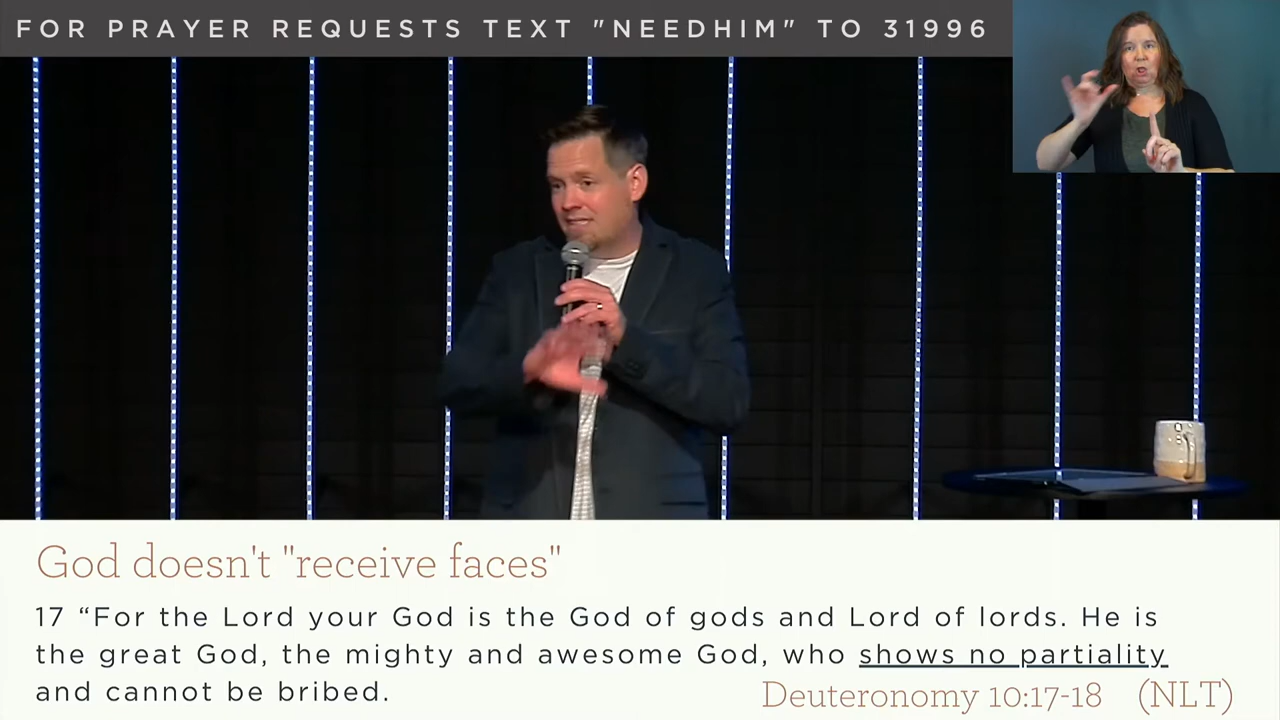 FOR PRAYER REQUESTS TEXT "NEEDHIM" TO 31996
God doesn't "receive faces"
17 “For the Lord your God is the God of gods and Lord of lords. He is
the great God, the mighty and awesome God, who shows no partiality
and cannot be bribed.
Deuteronomy 10:17-18 (NLT)